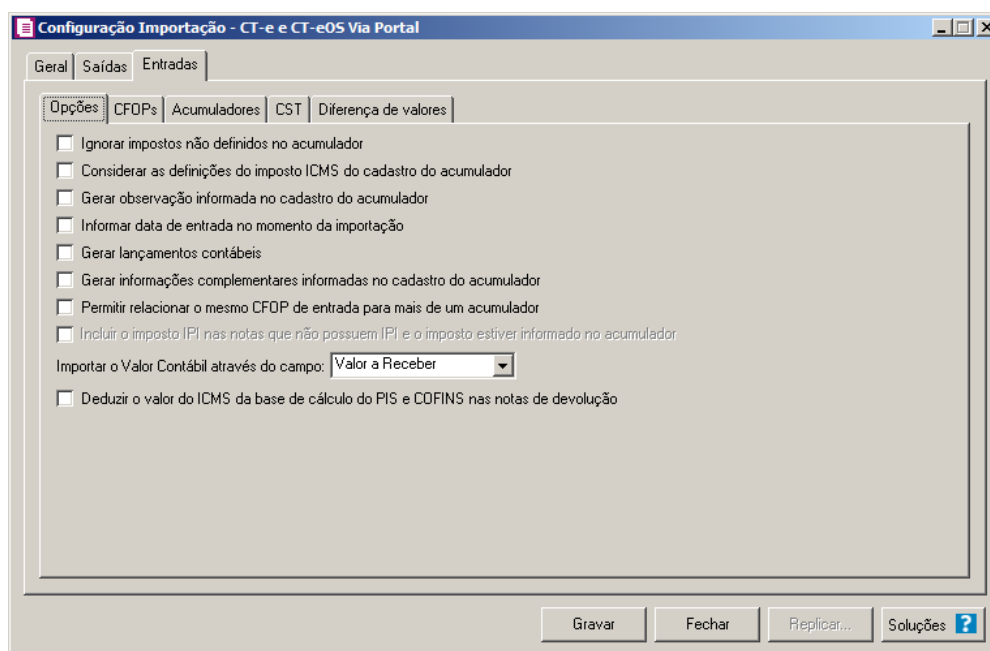 Configuração Importação - CT-e e CT-eOS Via Portal
Geral Saídas Entradas
Opções CFOPs Acumuladores CST Diferença de valores
Ignorar impostos não definidos no acumulador
Considerar as definições do imposto ICMS do cadastro do acumulador
Gerar observação informada no cadastro do acumulador
Informar data de entrada no momento da importação
Gerar lançamentos contábeis
Gerar informações complementares informadas no cadastro do acumulador
Permitir relacionar o mesmo CFOP de entrada para mais de um acumulador
Incluir o imposto IPI nas notas que não possuem IPI e o imposto estiver informado no acumulador
Importar o Valor Contábil através do campo: Valor a Receber
Deduzir o valor do ICMS da base de cálculo do PIS e COFINS nas notas de devolução
Gravar Fechar Replicar... Soluções ?